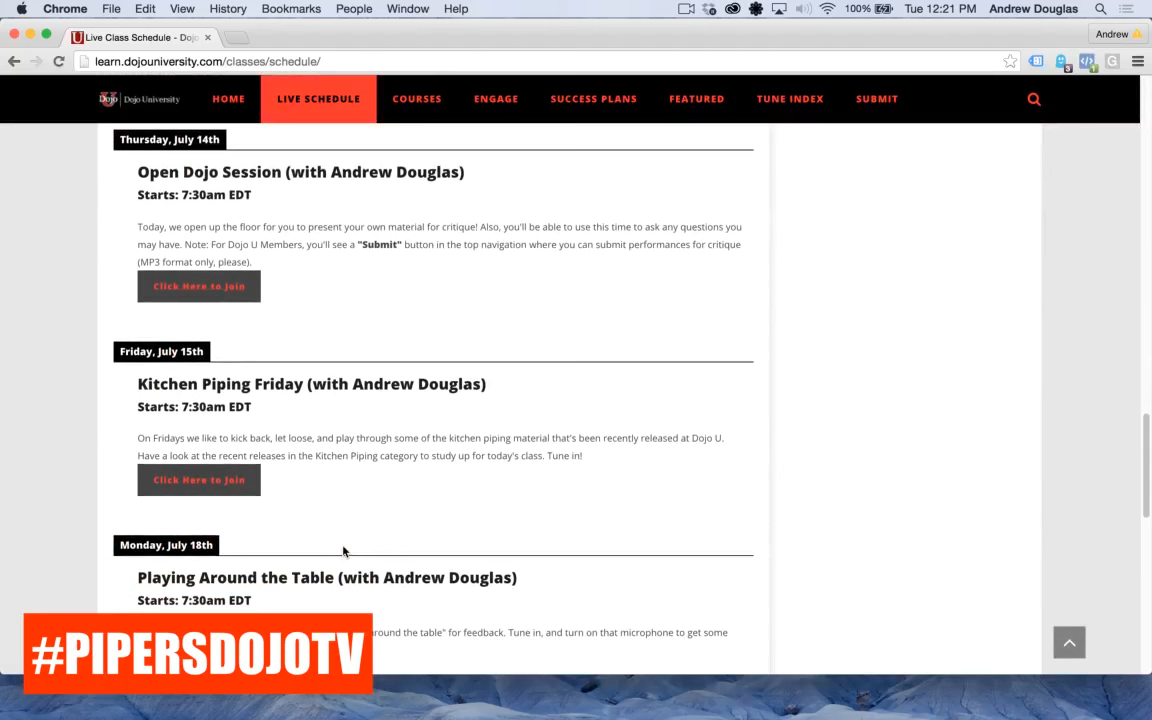 Chrome File Edit View History Bookmarks People Window Help 100% Tue 12:21 PM Andrew Douglas
Live Class Schedule - Dojo Andrew
learn.dojouniversity.com/classes/schedule/
Dojo | Dojo University HOME LIVE SCHEDULE COURSES ENGAGE SUCCESS PLANS FEATURED TUNE INDEX SUBMIT
Thursday, July 14th
Open Dojo Session (with Andrew Douglas)
Starts: 7:30am EDT
Today, we open up the floor for you to present your own material for critique! Also, you'll be able to use this time to ask any questions you
may have. Note: For Dojo U Members, you'll see a "Submit" button in the top navigation where you can submit performances for critique
(MP3 format only, please).
Click Here to Join
Friday, July 15th
Kitchen Piping Friday (with Andrew Douglas)
Starts: 7:30am EDT
On Fridays we like to kick back, let loose, and play through some of the kitchen piping material that's been recently released at Dojo U.
Have a look at the recent releases in the Kitchen Piping category to study up for today's class. Tune in!
Click Here to Join
Monday, July 18th
Playing Around the Table (with Andrew Douglas)
Starts: 7:30am EDT
around the table" for feedback. Tune in, and turn on that microphone to get some
#PIPERSDOJOTV